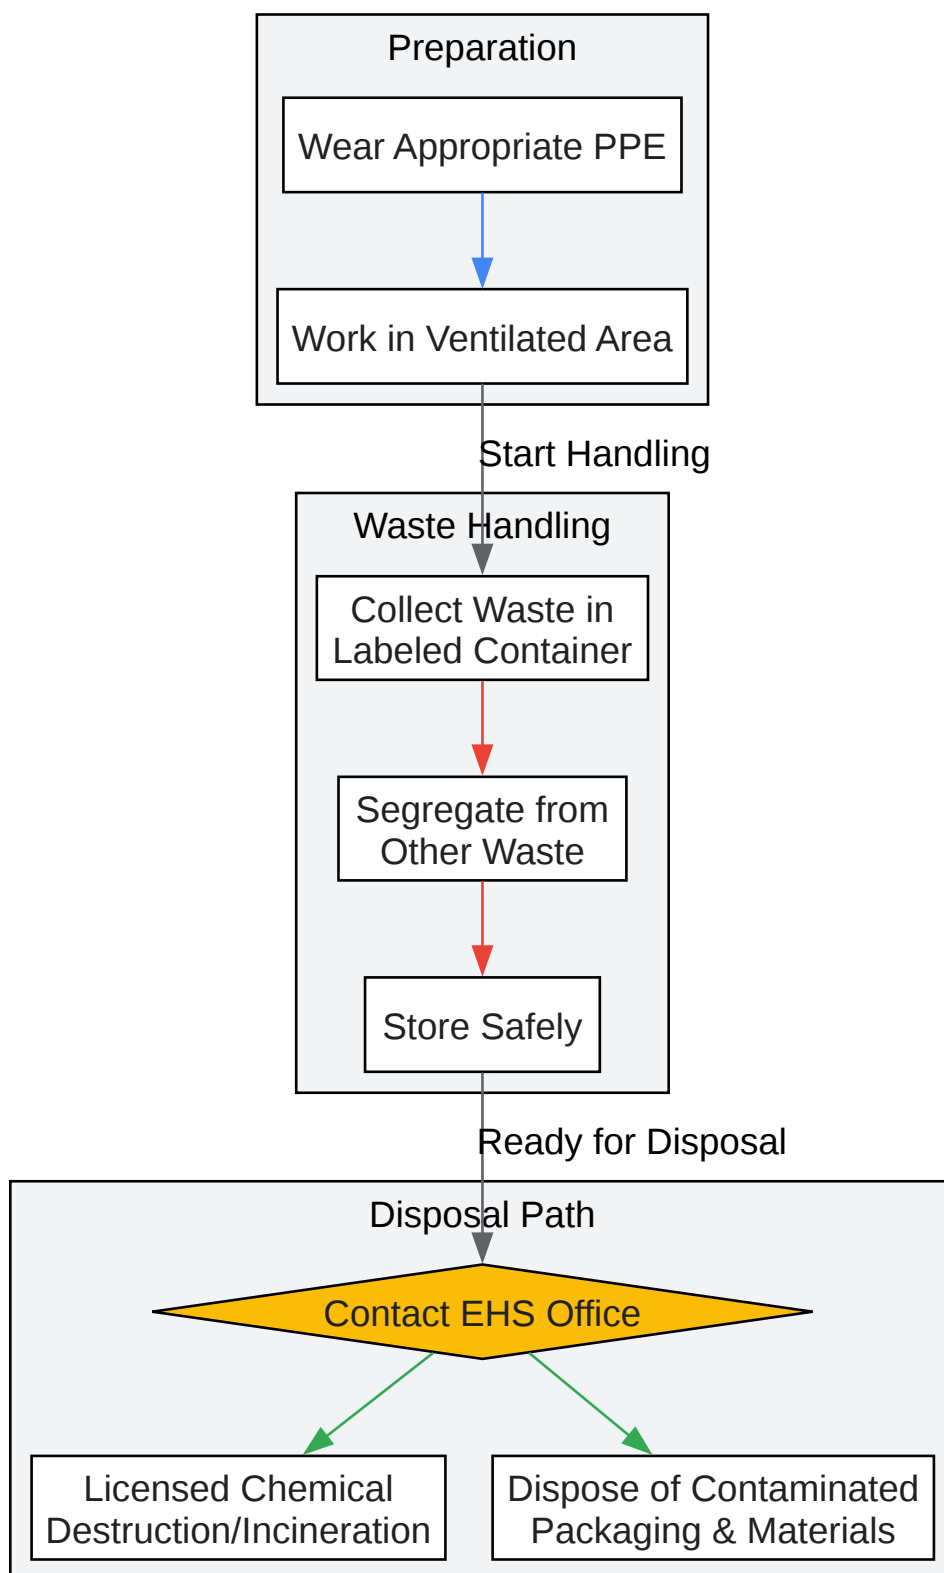 Preparation
Wear Appropriate PPE
Work in Ventilated Area
Start Handling
Waste Handling
Collect Waste in
Labeled Container
Segregate from
Other Waste
Store Safely
Ready for Disposal
Disposal Path
Contact EHS Office
Licensed Chemical
Destruction/Incineration
Dispose of Contaminated
Packaging & Materials